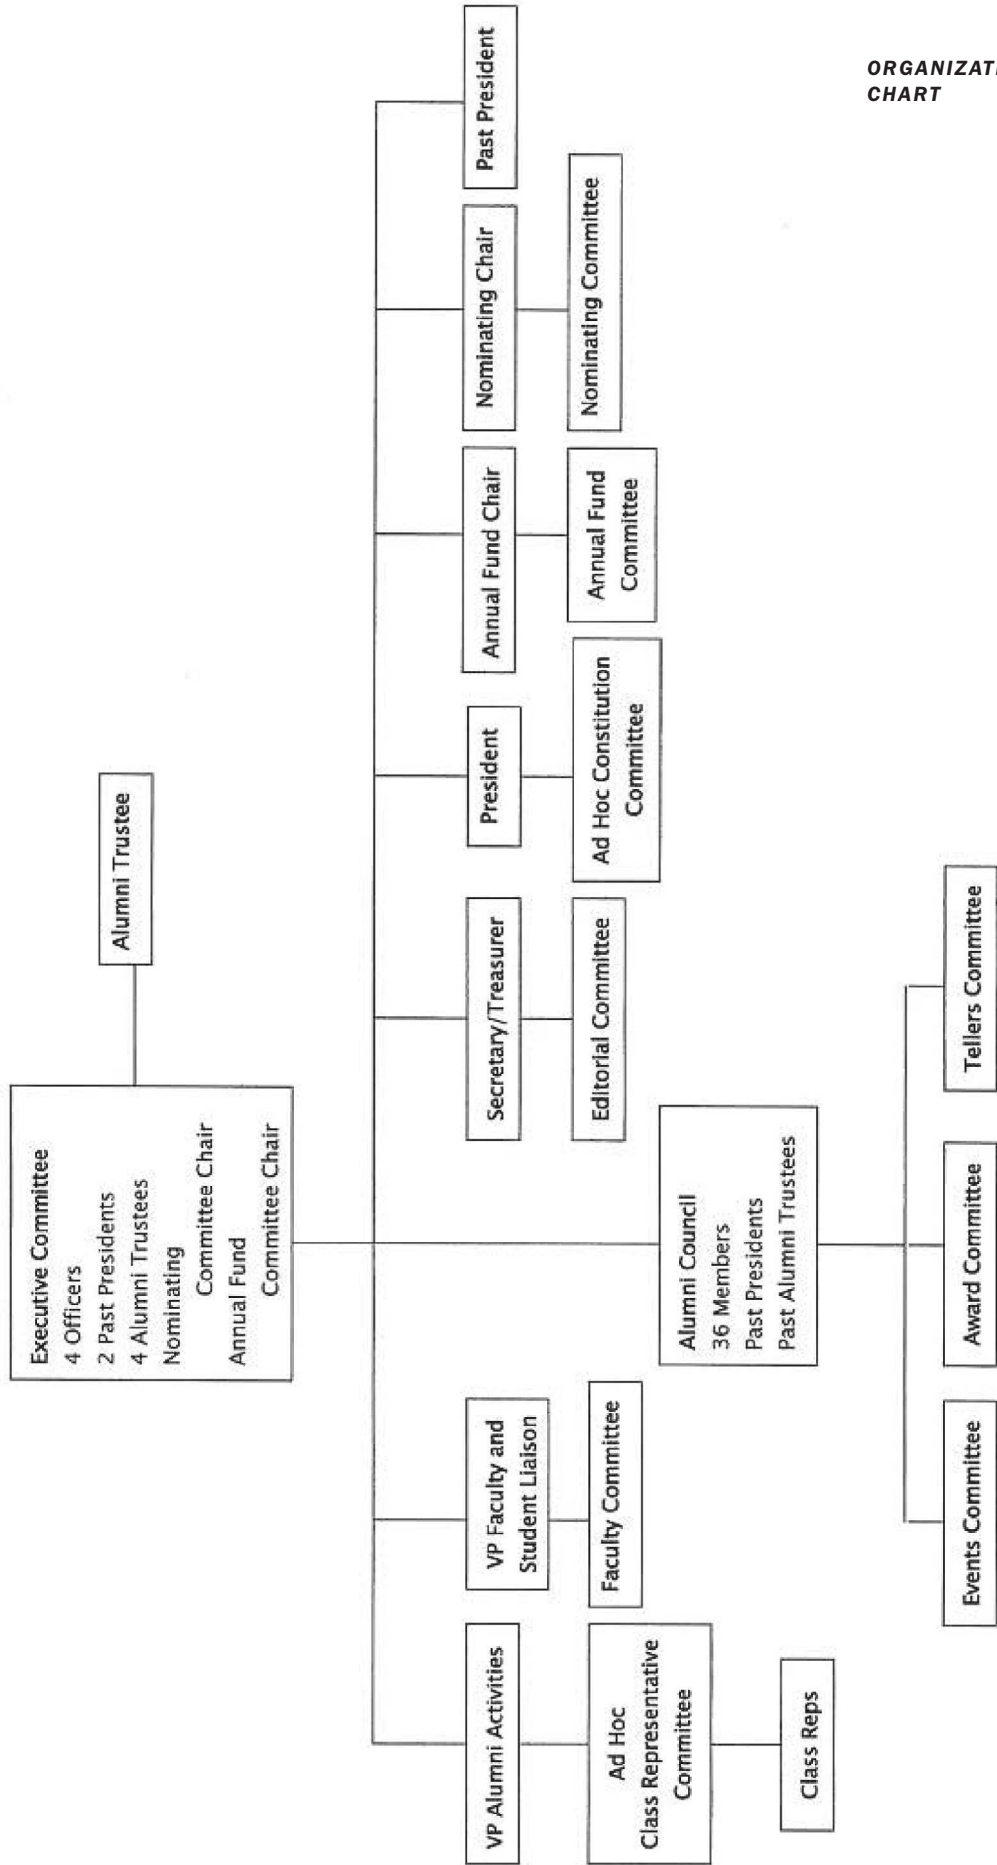 ORGANIZATI
CHART
Executive Committee
4 Officers
2 Past Presidents
4 Alumni Trustees
Nominating
Committee Chair
Annual Fund
Committee Chair
Alumni Trustee
VP Alumni Activities
Ad Hoc
Class Representative
Committee
Class Reps
VP Faculty and
Student Liaison
Faculty Committee
Alumni Council
36 Members
Past Presidents
Past Alumni Trustees
Events Committee
Award Committee
Tellers Committee
Secretary/Treasurer
Editorial Committee
President
Ad Hoc Constitution
Committee
Annual Fund Chair
Annual Fund
Committee
Nominating Chair
Nominating Committee
Past President